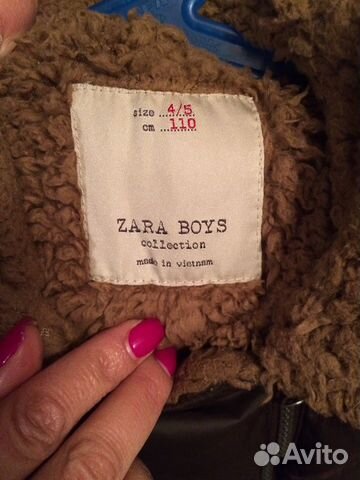 size ....4/5....
cm ....110....
ZARA BOYS
collection
made in vietnam
Avito